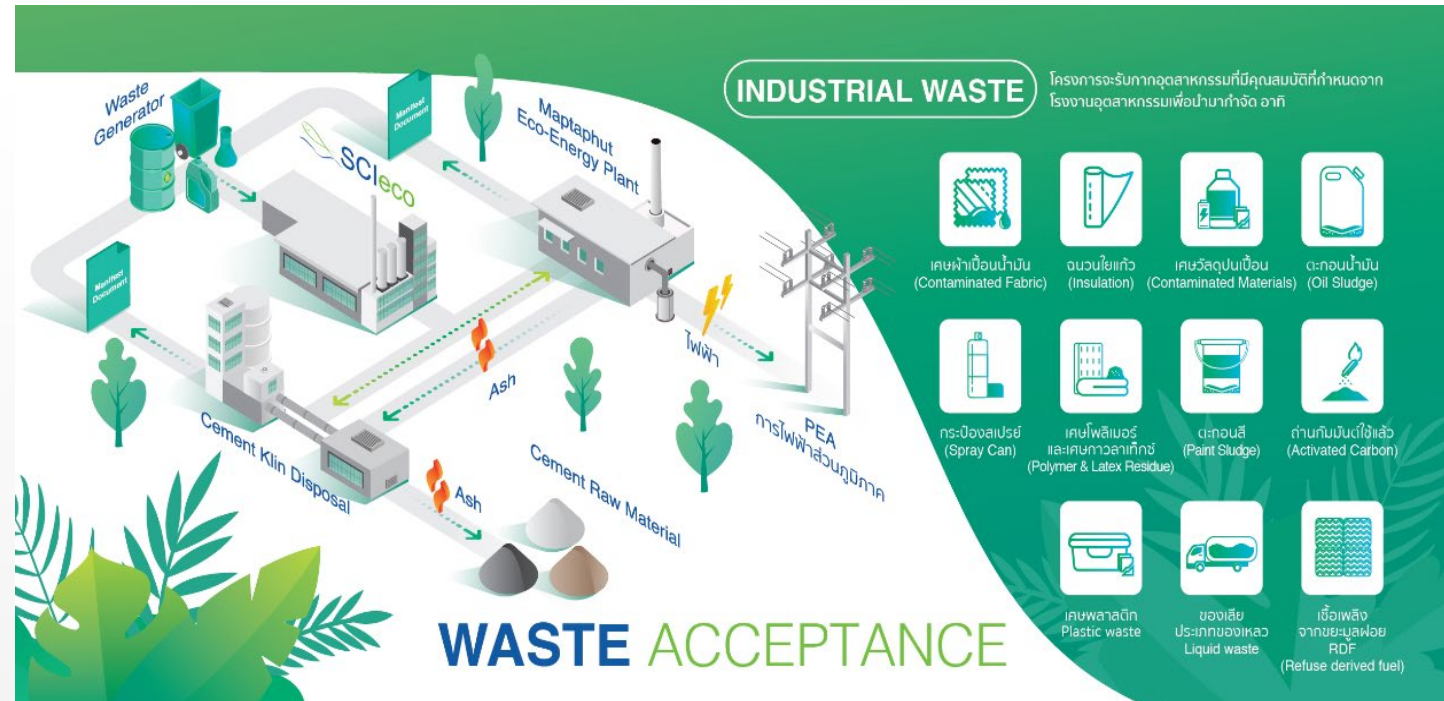 Waste
Generator
Manifest
Document
SCIeco
Maptaphut
Eco-Energy Plant
Manifest
Document
Ash
ไฟฟ้า
PEA
การไฟฟ้าส่วนภูมิภาค
Cement Klin Disposal
Ash
Cement Raw Material
WASTE ACCEPTANCE
INDUSTRIAL WASTE
โครงการจะรับกากอุตสาหกรรมที่มีคุณสมบัติที่กำหนดจาก
โรงงานอุตสาหกรรมเพื่อนำมากำจัด อาทิ
เศษผ้าเปื้อนน้ำมัน
(Contaminated Fabric)
ฉนวนใยแก้ว
(Insulation)
เศษวัสดุปนเปื้อน
(Contaminated Materials)
ตะกอนน้ำมัน
(Oil Sludge)
กระป๋องสเปรย์
(Spray Can)
เศษโพลิเมอร์
และเศษกาวลาเท็กซ์
(Polymer & Latex Residue)
ตะกอนสี
(Paint Sludge)
ถ่านกัมมันต์ใช้แล้ว
(Activated Carbon)
เศษพลาสติก
Plastic waste
ของเสีย
ประเภทของเหลว
Liquid waste
เชื้อเพลิง
จากขยะมูลฝอย
RDF
(Refuse derived fuel)